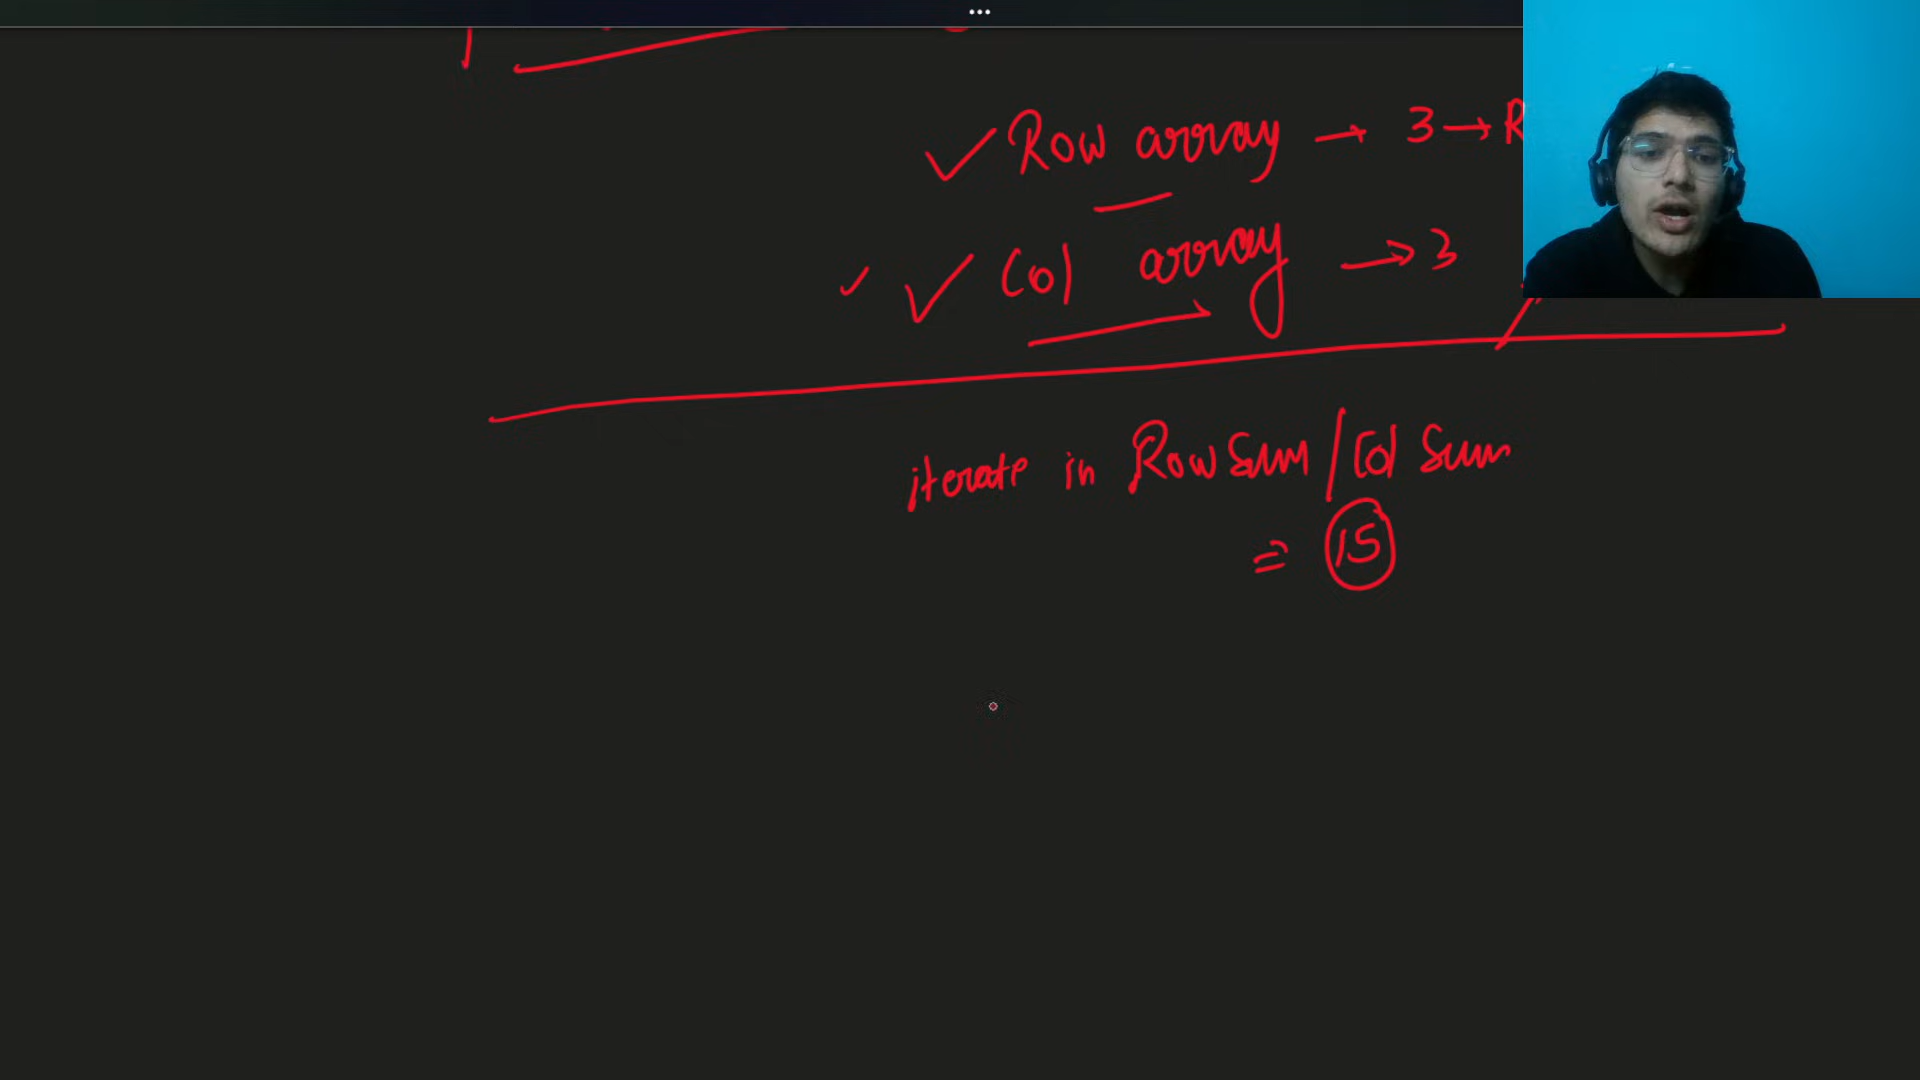 Row array → 3 → R
Col array → 3
iterate in RowSum / Col Sum
= 15